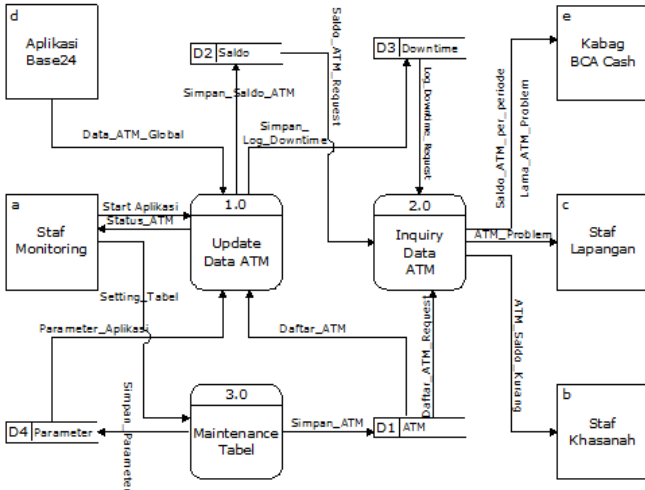 d
Aplikasi
Base24
D2
Saldo
Saldo_ATM_Request
D3
Downtime
e
Kabag
BCA Cash
Simpan_Saldo_ATM
Log_Downtime_Request
Saldo_ATM_per_periode
Lama_ATM_Problem
Data_ATM_Global
Simpan_
Log_Downtime
a
Staf
Monitoring
Start Aplikasi
Status_ATM
1.0
Update
Data ATM
2.0
Inquiry
Data
ATM
ATM_Problem
c
Staf
Lapangan
Setting_Tabel
Parameter_Aplikasi
Daftar_ATM
Daftar_ATM_Request
ATM_Saldo_Kurang
D4
Parameter
Simpan_Parameter
3.0
Maintenance
Tabel
Simpan_ATM
D1
ATM
b
Staf
Khasanah